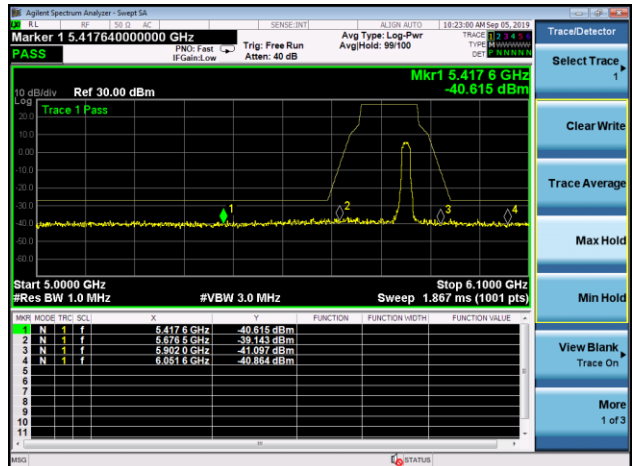 Agilent Spectrum Analyzer - Swept SA
RL RF 50 Ω AC SENSE:INT ALIGN AUTO 10:23:00 AM Sep 05, 2019
Marker 1 5.417640000000 GHz
PASS
PNO: Fast
IFGain:Low
Trig: Free Run
Atten: 40 dB
Avg Type: Log-Pwr
Avg|Hold: 99/100
TRACE 1 2 3 4 5 6
TYPE M W W W W W
DET P N N N N N
Mkr1 5.417 6 GHz
-40.615 dBm
10 dB/div Ref 30.00 dBm
Log
Trace 1 Pass
20.0
10.0
0.00
-10.0
-20.0
-30.0
-40.0
-50.0
-60.0
1
2
3
4
Start 5.0000 GHz
Stop 6.1000 GHz
#Res BW 1.0 MHz #VBW 3.0 MHz Sweep 1.867 ms (1001 pts)
MKR MODE TRC SCL X Y FUNCTION FUNCTION WIDTH FUNCTION VALUE
1 N 1 f 5.417 6 GHz -40.615 dBm
2 N 1 f 5.676 5 GHz -39.143 dBm
3 N 1 f 5.902 0 GHz -41.097 dBm
4 N 1 f 6.051 6 GHz -40.864 dBm
5
6
7
8
9
10
11
MSG STATUS
Trace/Detector
Select Trace
1
Clear Write
Trace Average
Max Hold
Min Hold
View Blank
Trace On
More
1 of 3